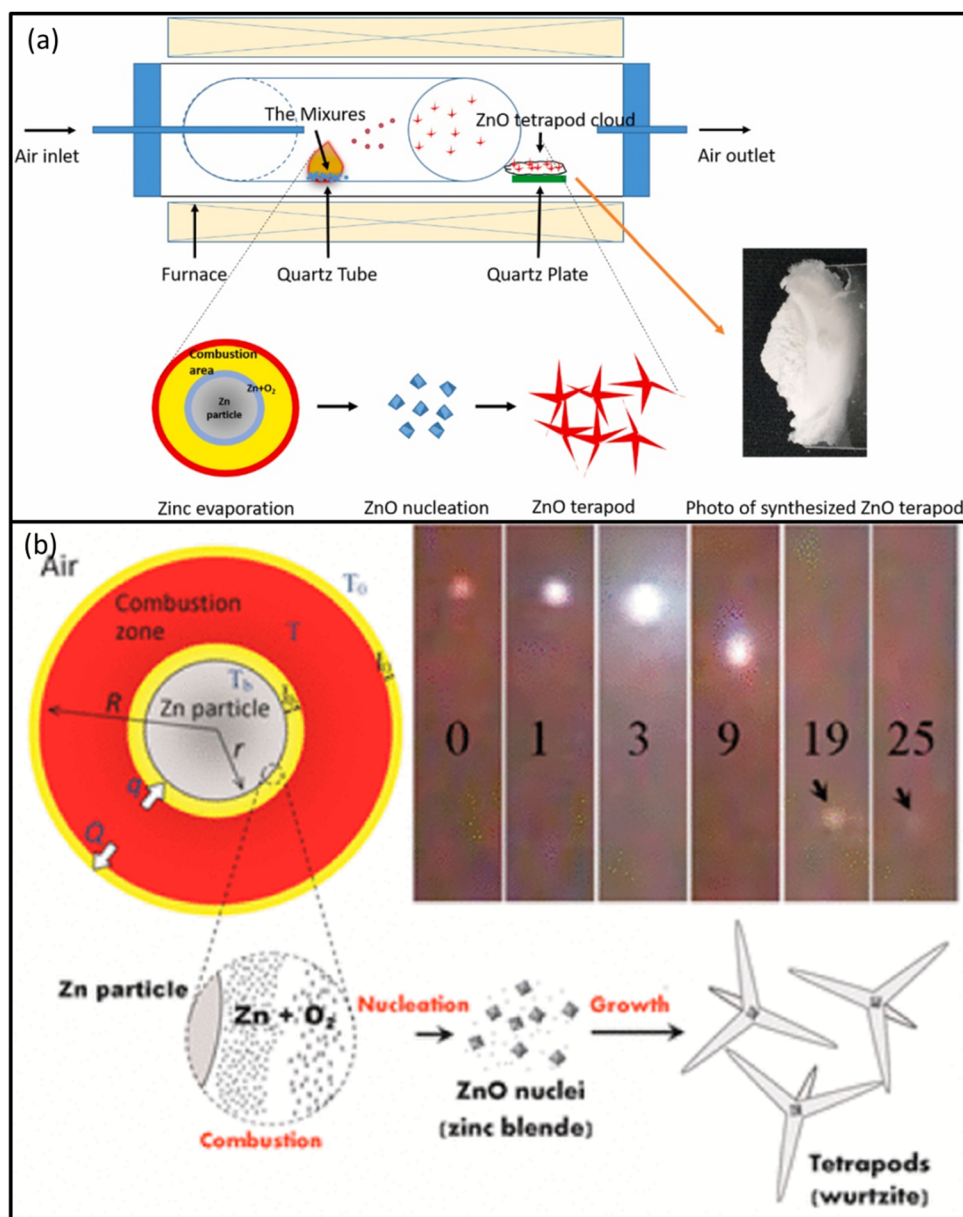 (a)
The Mixures
ZnO tetrapod cloud
Air inlet
Air outlet
Furnace
Quartz Tube
Quartz Plate
Combustion
area
Zn+O₂
Zn
particle
Zinc evaporation
ZnO nucleation
ZnO terapod
Photo of synthesized ZnO terapod
(b)
Air
T₀
Combustion
zone
T
R
T_b
Zn particle
r
q
Q
0
1
3
9
19
25
Zn particle
Zn + O₂
Combustion
Nucleation
Growth
ZnO nuclei
(zinc blende)
Tetrapods
(wurtzite)